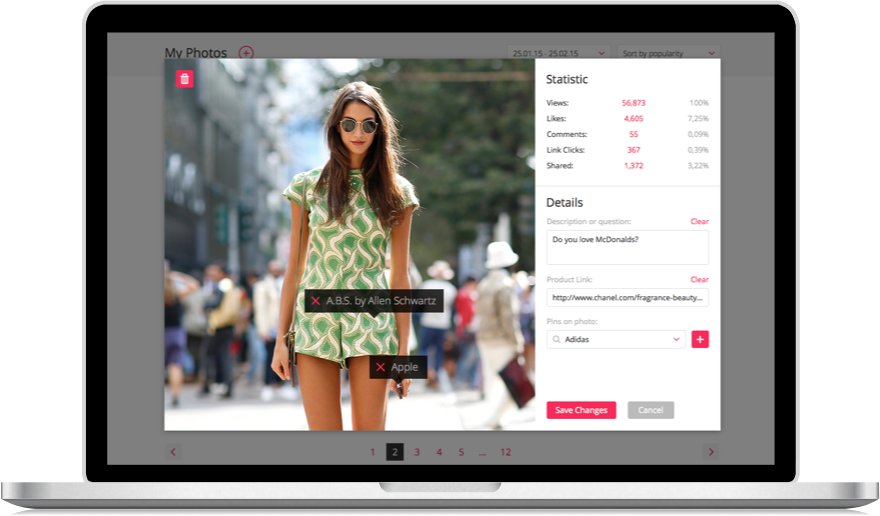 My Photos
25.01.15 - 25.02.15
Sort by popularity
A.B.S. by Allen Schwartz
Apple
Statistic
Views: 56,873 100%
Likes: 4,605 7,25%
Comments: 55 0,09%
Link Clicks: 367 0,39%
Shared: 1,372 3,22%
Details
Description or question: Clear
Do you love McDonalds?
Product Link: Clear
http://www.chanel.com/fragrance-beauty...
Pins on photo:
Adidas
Save Changes Cancel
1 2 3 4 5 ... 12